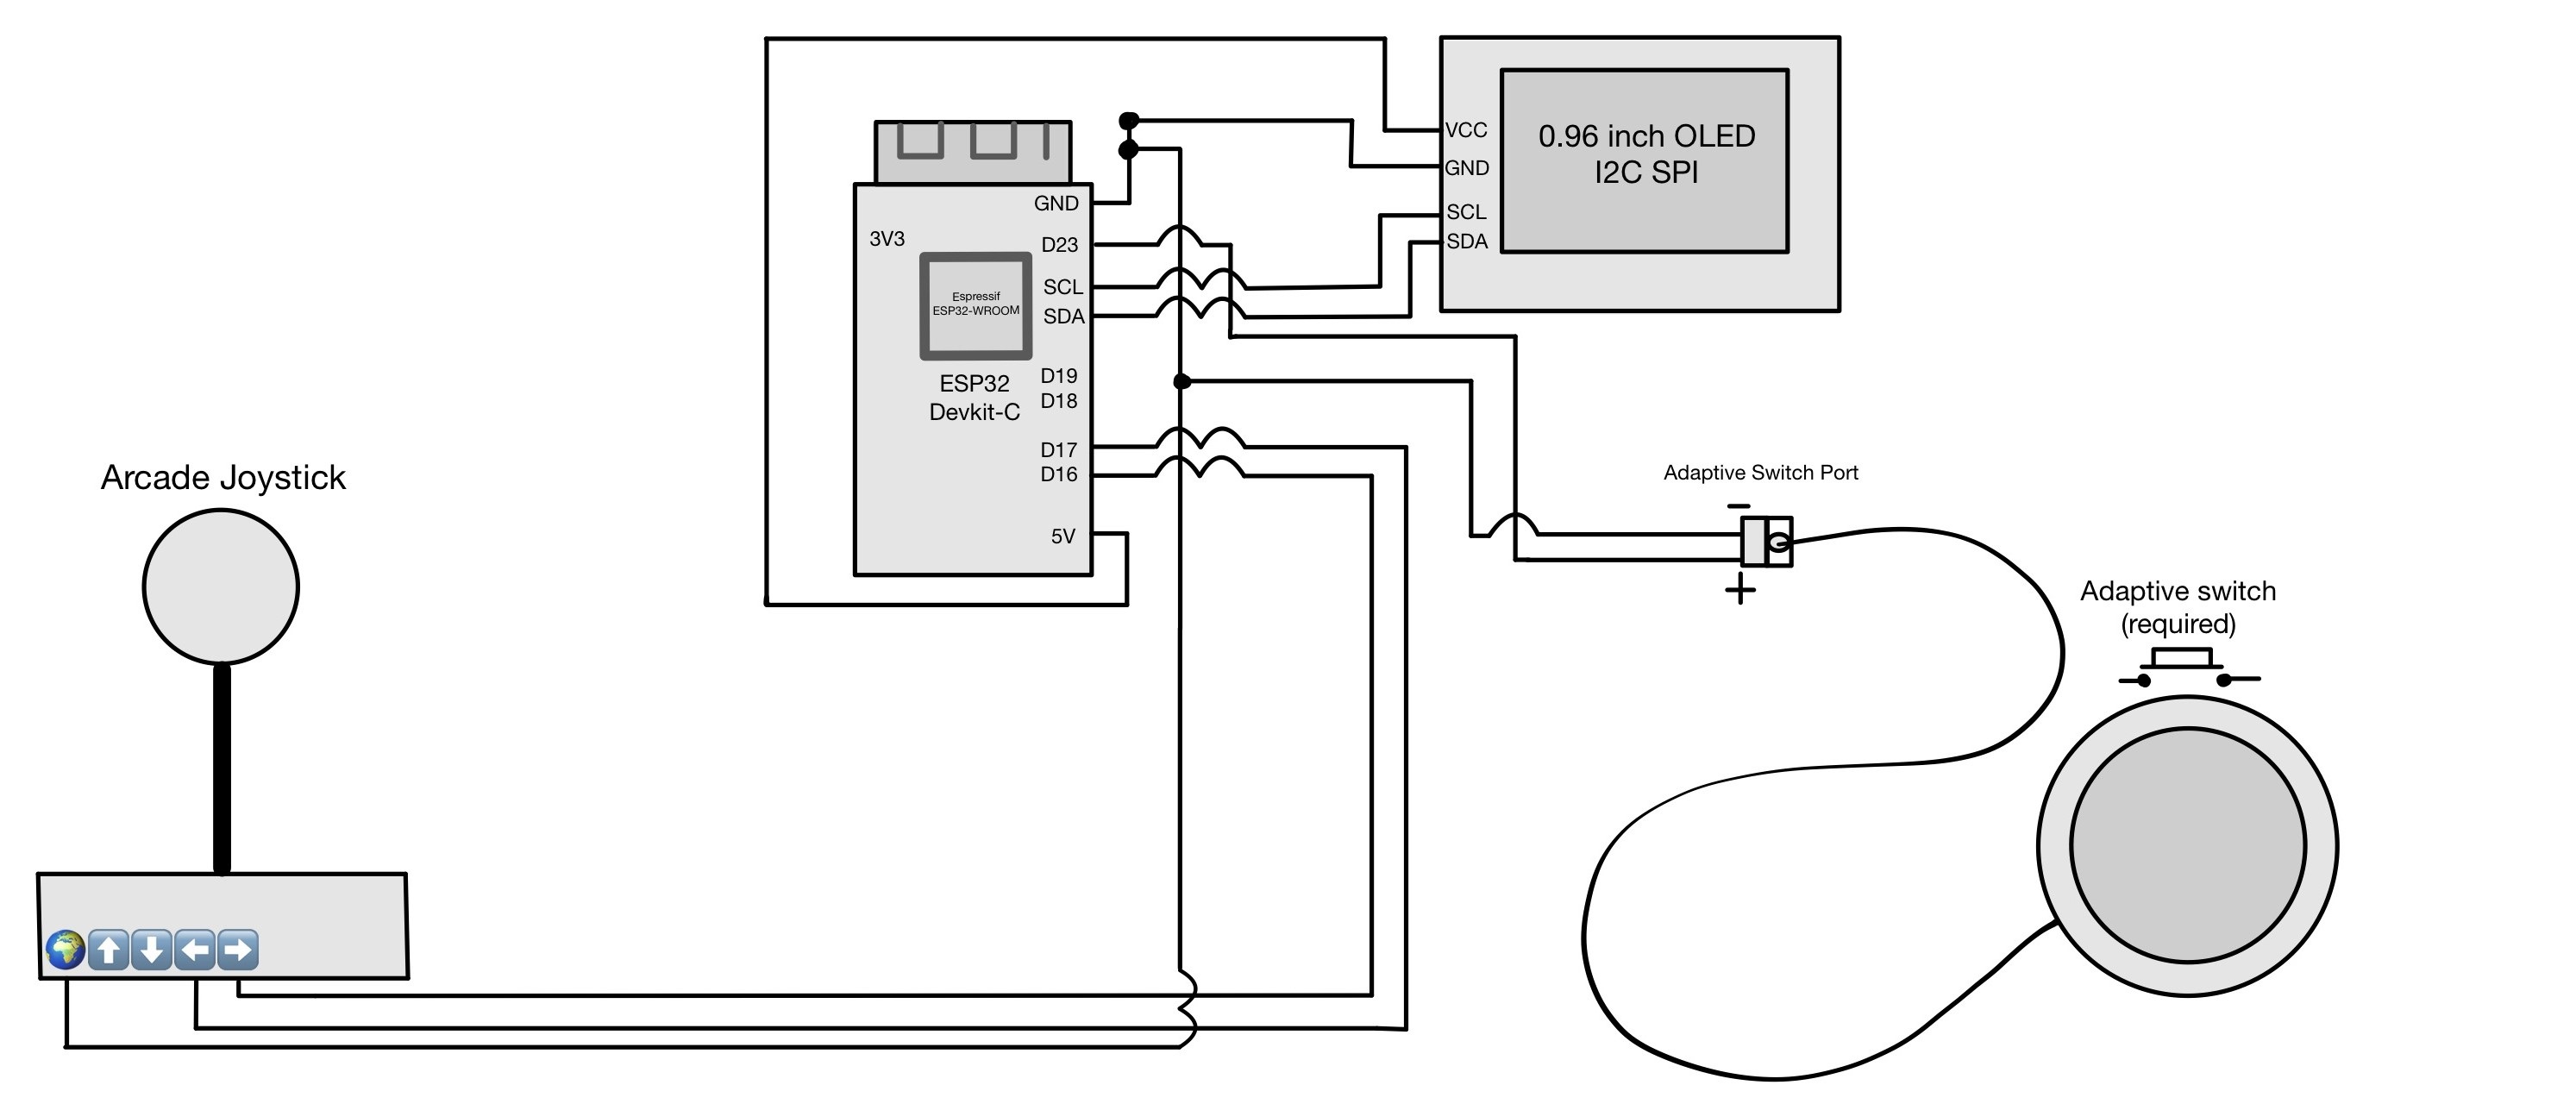 0.96 inch OLED
I2C SPI
VCC
GND
SCL
SDA
GND
3V3
D23
SCL
SDA
Espressif
ESP32-WROOM
ESP32
Devkit-C
D19
D18
D17
D16
5V
Arcade Joystick
Adaptive Switch Port
−
+
Adaptive switch
(required)